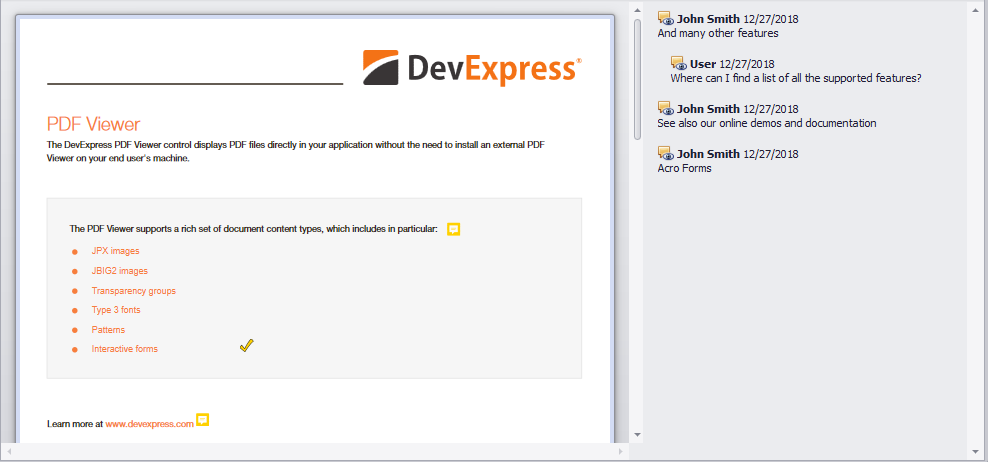 DevExpress®
PDF Viewer
The DevExpress PDF Viewer control displays PDF files directly in your application without the need to install an external PDF
Viewer on your end user's machine.
The PDF Viewer supports a rich set of document content types, which includes in particular:
JPX images
JBIG2 images
Transparency groups
Type 3 fonts
Patterns
Interactive forms
Learn more at www.devexpress.com
John Smith 12/27/2018
And many other features
User 12/27/2018
Where can I find a list of all the supported features?
John Smith 12/27/2018
See also our online demos and documentation
John Smith 12/27/2018
Acro Forms